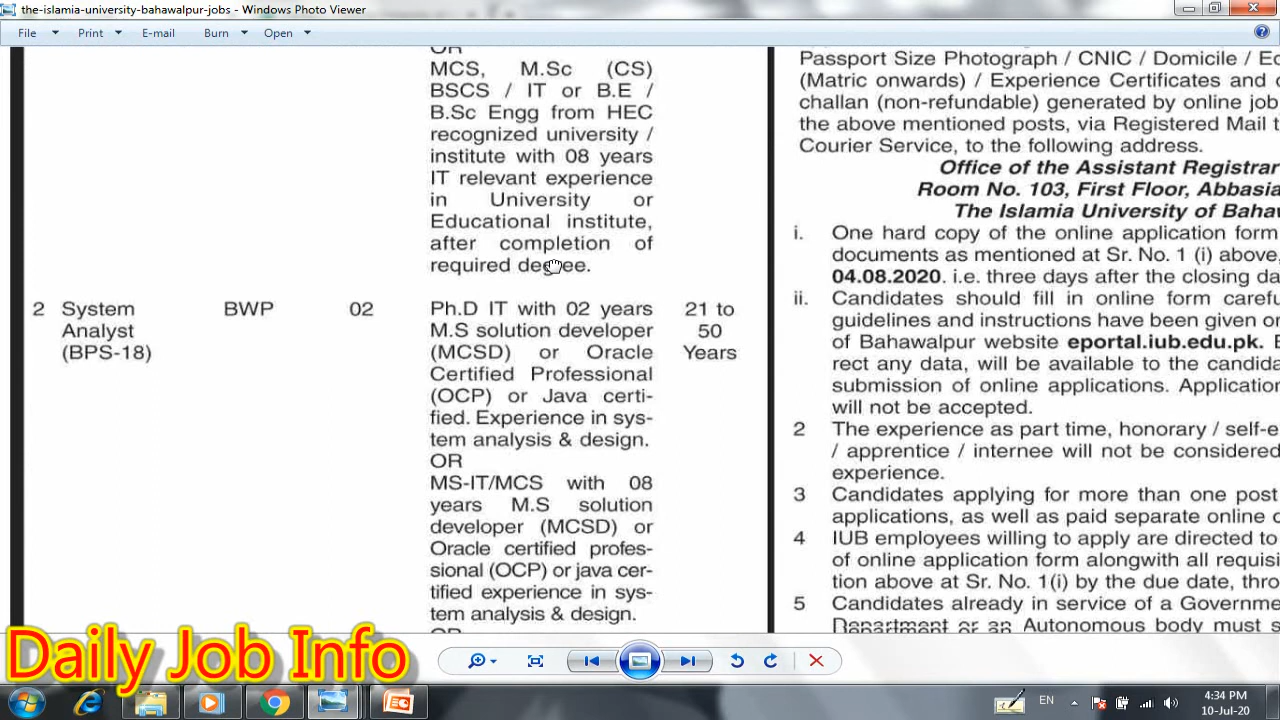 the-islamia-university-bahawalpur-jobs - Windows Photo Viewer
File Print E-mail Burn Open
OR
MCS, M.Sc (CS)
BSCS / IT or B.E /
B.Sc Engg from HEC
recognized university /
institute with 08 years
IT relevant experience
in University or
Educational institute,
after completion of
required degree.
2 System Analyst (BPS-18) BWP 02
Ph.D IT with 02 years
M.S solution developer
(MCSD) or Oracle
Certified Professional
(OCP) or Java certi-
fied. Experience in sys-
tem analysis & design.
OR
MS-IT/MCS with 08
years M.S solution
developer (MCSD) or
Oracle certified profes-
sional (OCP) or java cer-
tified experience in sys-
tem analysis & design.
OR
21 to
50
Years
Passport Size Photograph / CNIC / Domicile /
(Matric onwards) / Experience Certificates and
challan (non-refundable) generated by online job
the above mentioned posts, via Registered Mail
Courier Service, to the following address.
Office of the Assistant Registrar
Room No. 103, First Floor,
The Islamia University of
i. One hard copy of the online application form
documents as mentioned at Sr. No. 1 (i) above,
04.08.2020. i.e. three days after the closing
ii. Candidates should fill in online form
guidelines and instructions have been given
of Bahawalpur website eportal.iub.edu.pk.
rect any data, will be available to the
submission of online applications.
will not be accepted.
2 The experience as part time, honorary /
/ apprentice / internee will not be considered
experience.
3 Candidates applying for more than one post
applications, as well as paid separate online
4 IUB employees willing to apply are directed to
of online application form alongwith all
tion above at Sr. No. 1(i) by the due date,
5 Candidates already in service of a
Department or an Autonomous body must
Daily Job Info
EN
4:34 PM
10-Jul-20